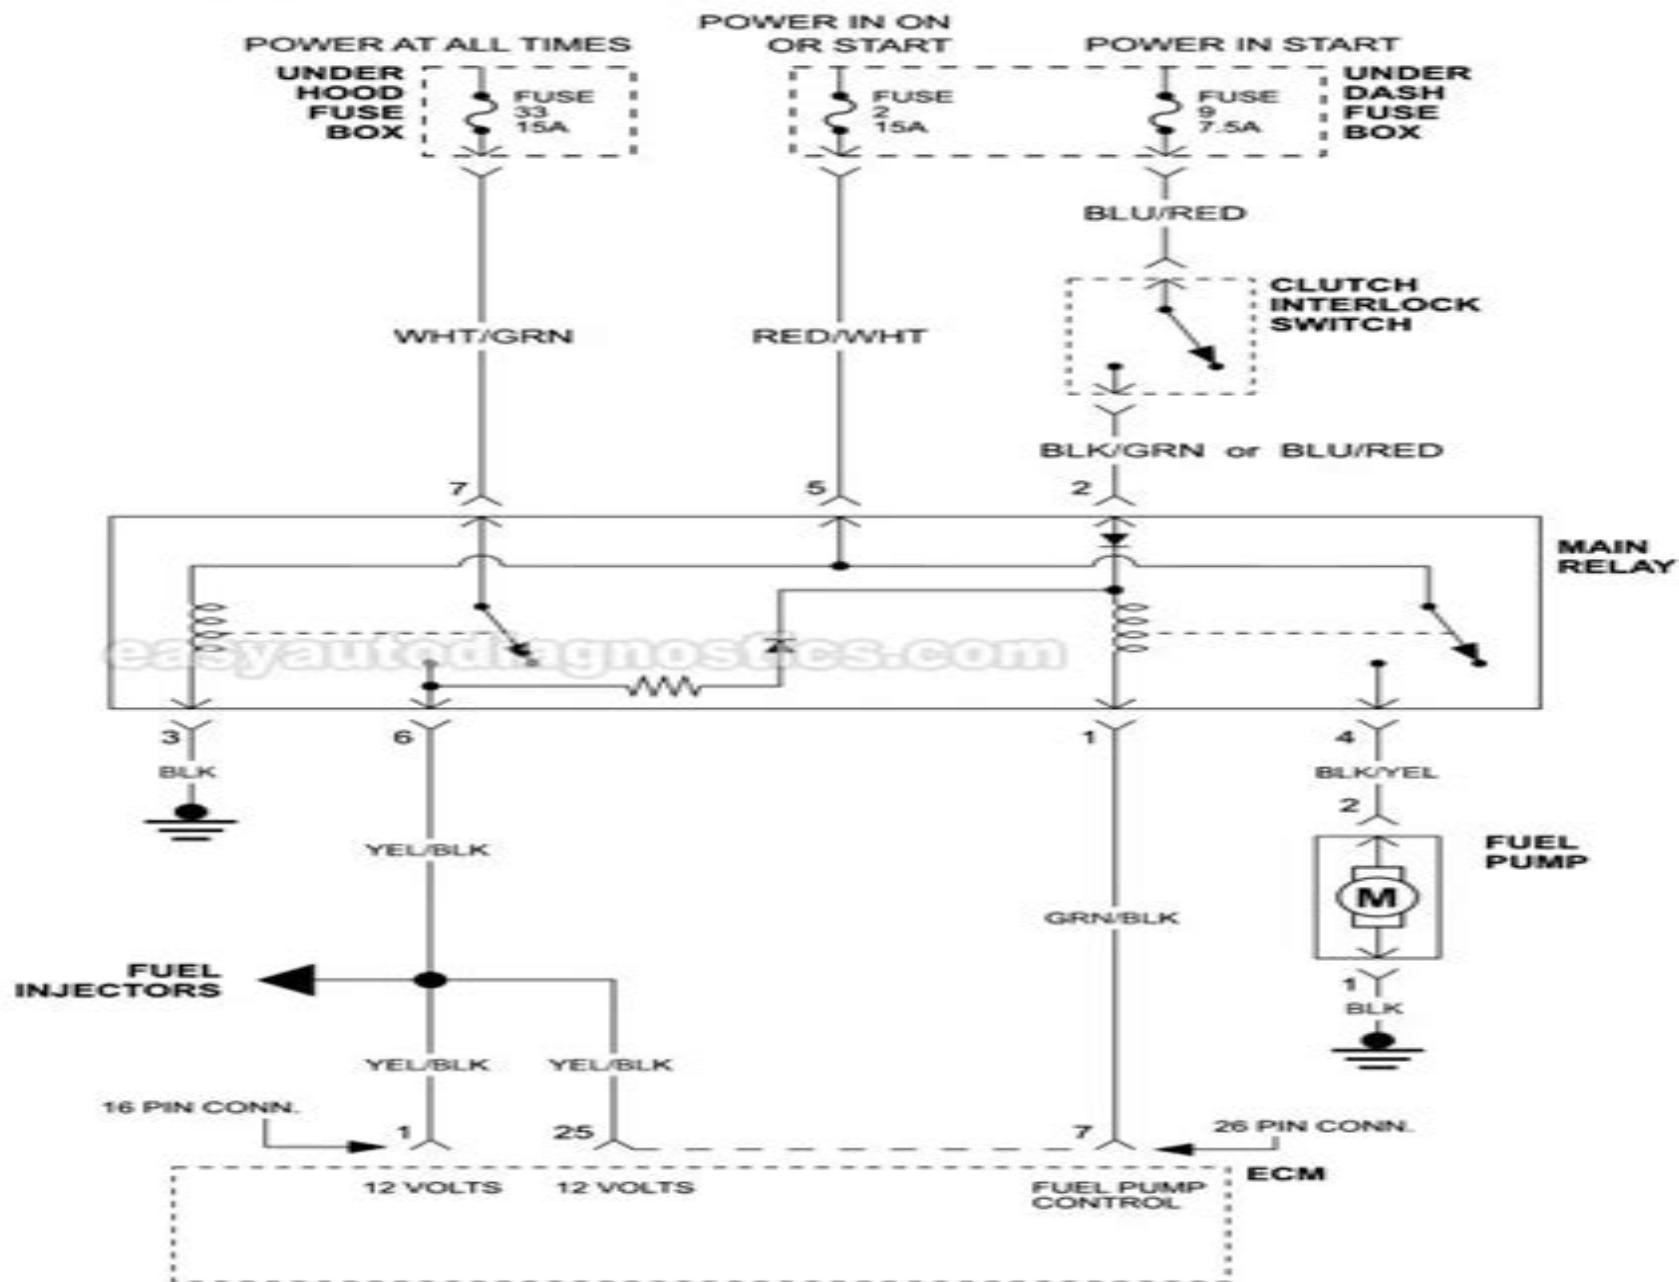 POWER IN ON
OR START
POWER AT ALL TIMES
POWER IN START
UNDER
HOOD
FUSE
BOX
FUSE
33
15A
FUSE
2
15A
FUSE
9
7.5A
UNDER
DASH
FUSE
BOX
BLU/RED
CLUTCH
INTERLOCK
SWITCH
WHT/GRN
RED/WHT
BLK/GRN or BLU/RED
7
5
2
MAIN
RELAY
easyautodiagnostics.com
3
6
1
4
BLK
BLK/YEL
2
YEL/BLK
FUEL
PUMP
M
GRN/BLK
FUEL
INJECTORS
1
BLK
YEL/BLK
YEL/BLK
16 PIN CONN.
1
25
7
26 PIN CONN.
ECM
12 VOLTS
12 VOLTS
FUEL PUMP
CONTROL